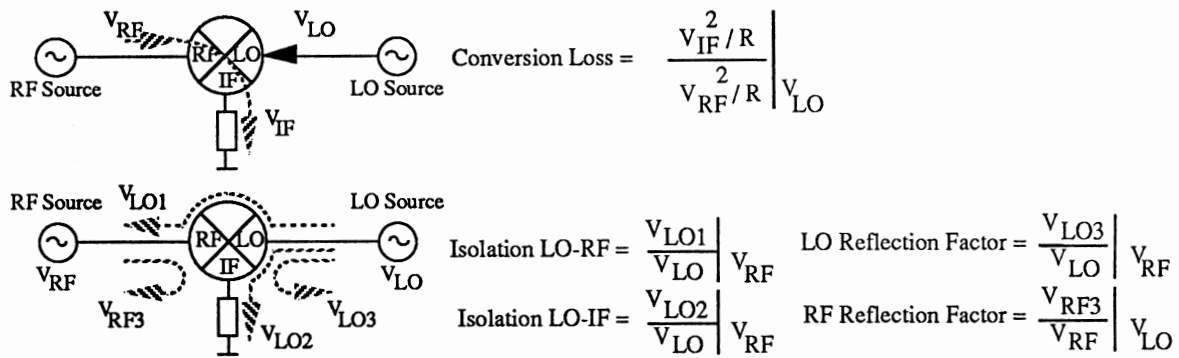 V_RF V_LO
RF LO
IF
RF Source LO Source
V_IF
Conversion Loss = V_IF^2 / R / V_RF^2 / R | V_LO
RF Source V_LO1 LO Source
RF LO
IF
V_RF V_LO
V_RF3 V_LO2 V_LO3
Isolation LO-RF = V_LO1 / V_LO | V_RF
LO Reflection Factor = V_LO3 / V_LO | V_RF
Isolation LO-IF = V_LO2 / V_LO | V_RF
RF Reflection Factor = V_RF3 / V_RF | V_LO